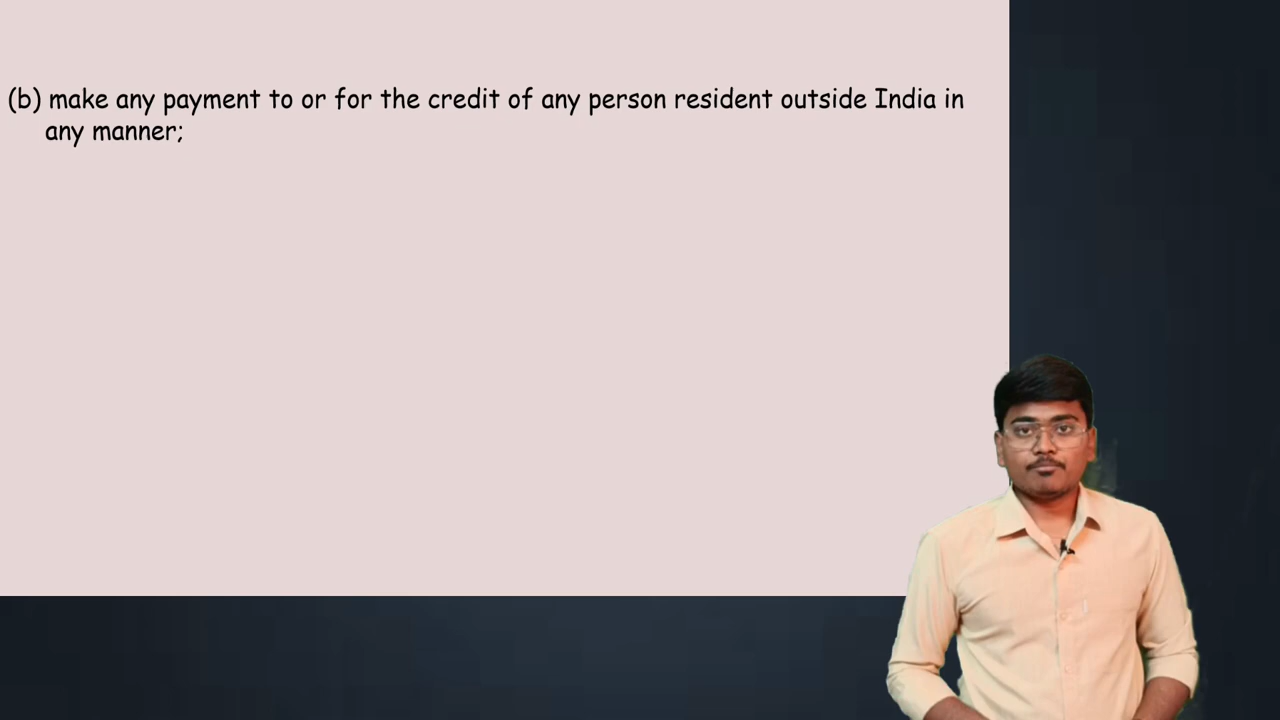 (b) make any payment to or for the credit of any person resident outside India in
any manner;